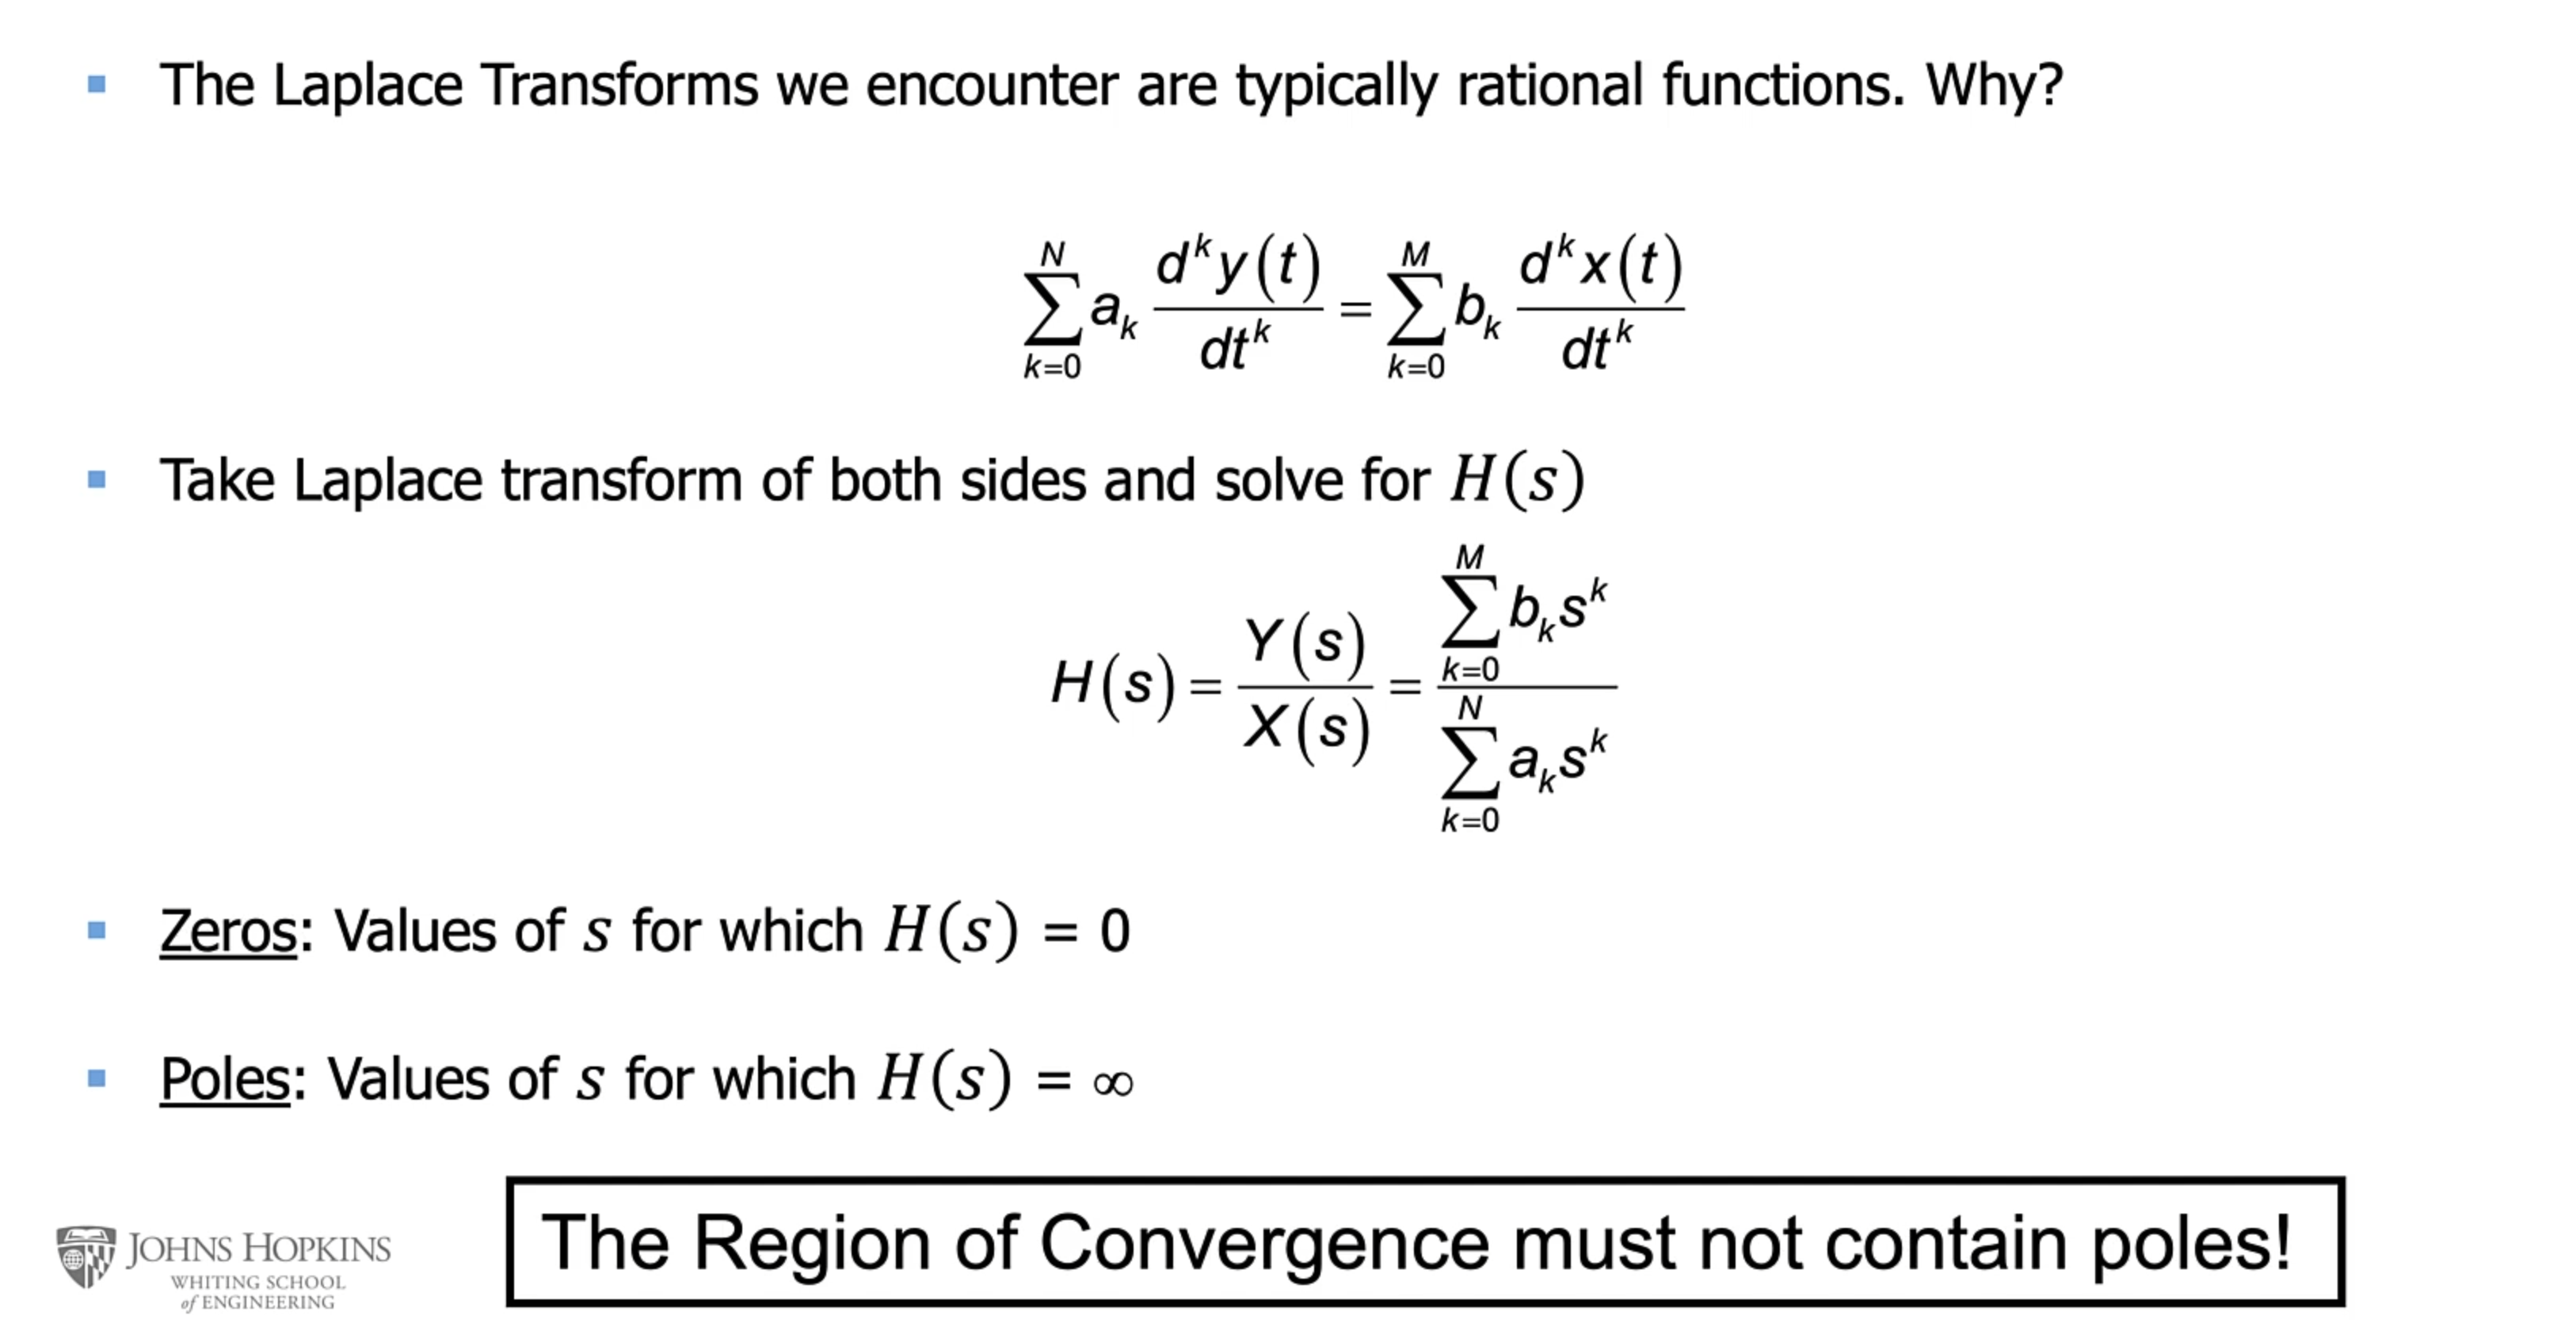 ▪ The Laplace Transforms we encounter are typically rational functions. Why?
$\sum_{k=0}^{N} a_k \frac{d^k y(t)}{dt^k} = \sum_{k=0}^{M} b_k \frac{d^k x(t)}{dt^k}$
▪ Take Laplace transform of both sides and solve for $H(s)$
$H(s) = \frac{Y(s)}{X(s)} = \frac{\sum_{k=0}^{M} b_k s^k}{\sum_{k=0}^{N} a_k s^k}$
▪ Zeros: Values of $s$ for which $H(s)$ = 0
▪ Poles: Values of $s$ for which $H(s)$ = ∞
The Region of Convergence must not contain poles!
JOHNS HOPKINS
WHITING SCHOOL
of ENGINEERING